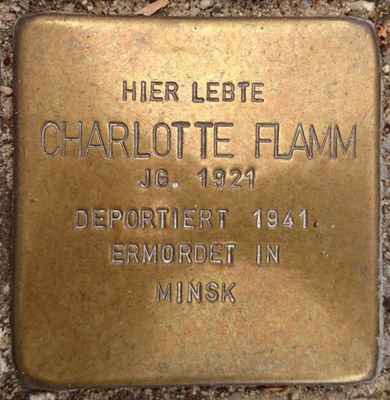 HIER LEBTE
CHARLOTTE FLAMM
JG. 1921
DEPORTIERT 1941.
ERMORDET IN
MINSK